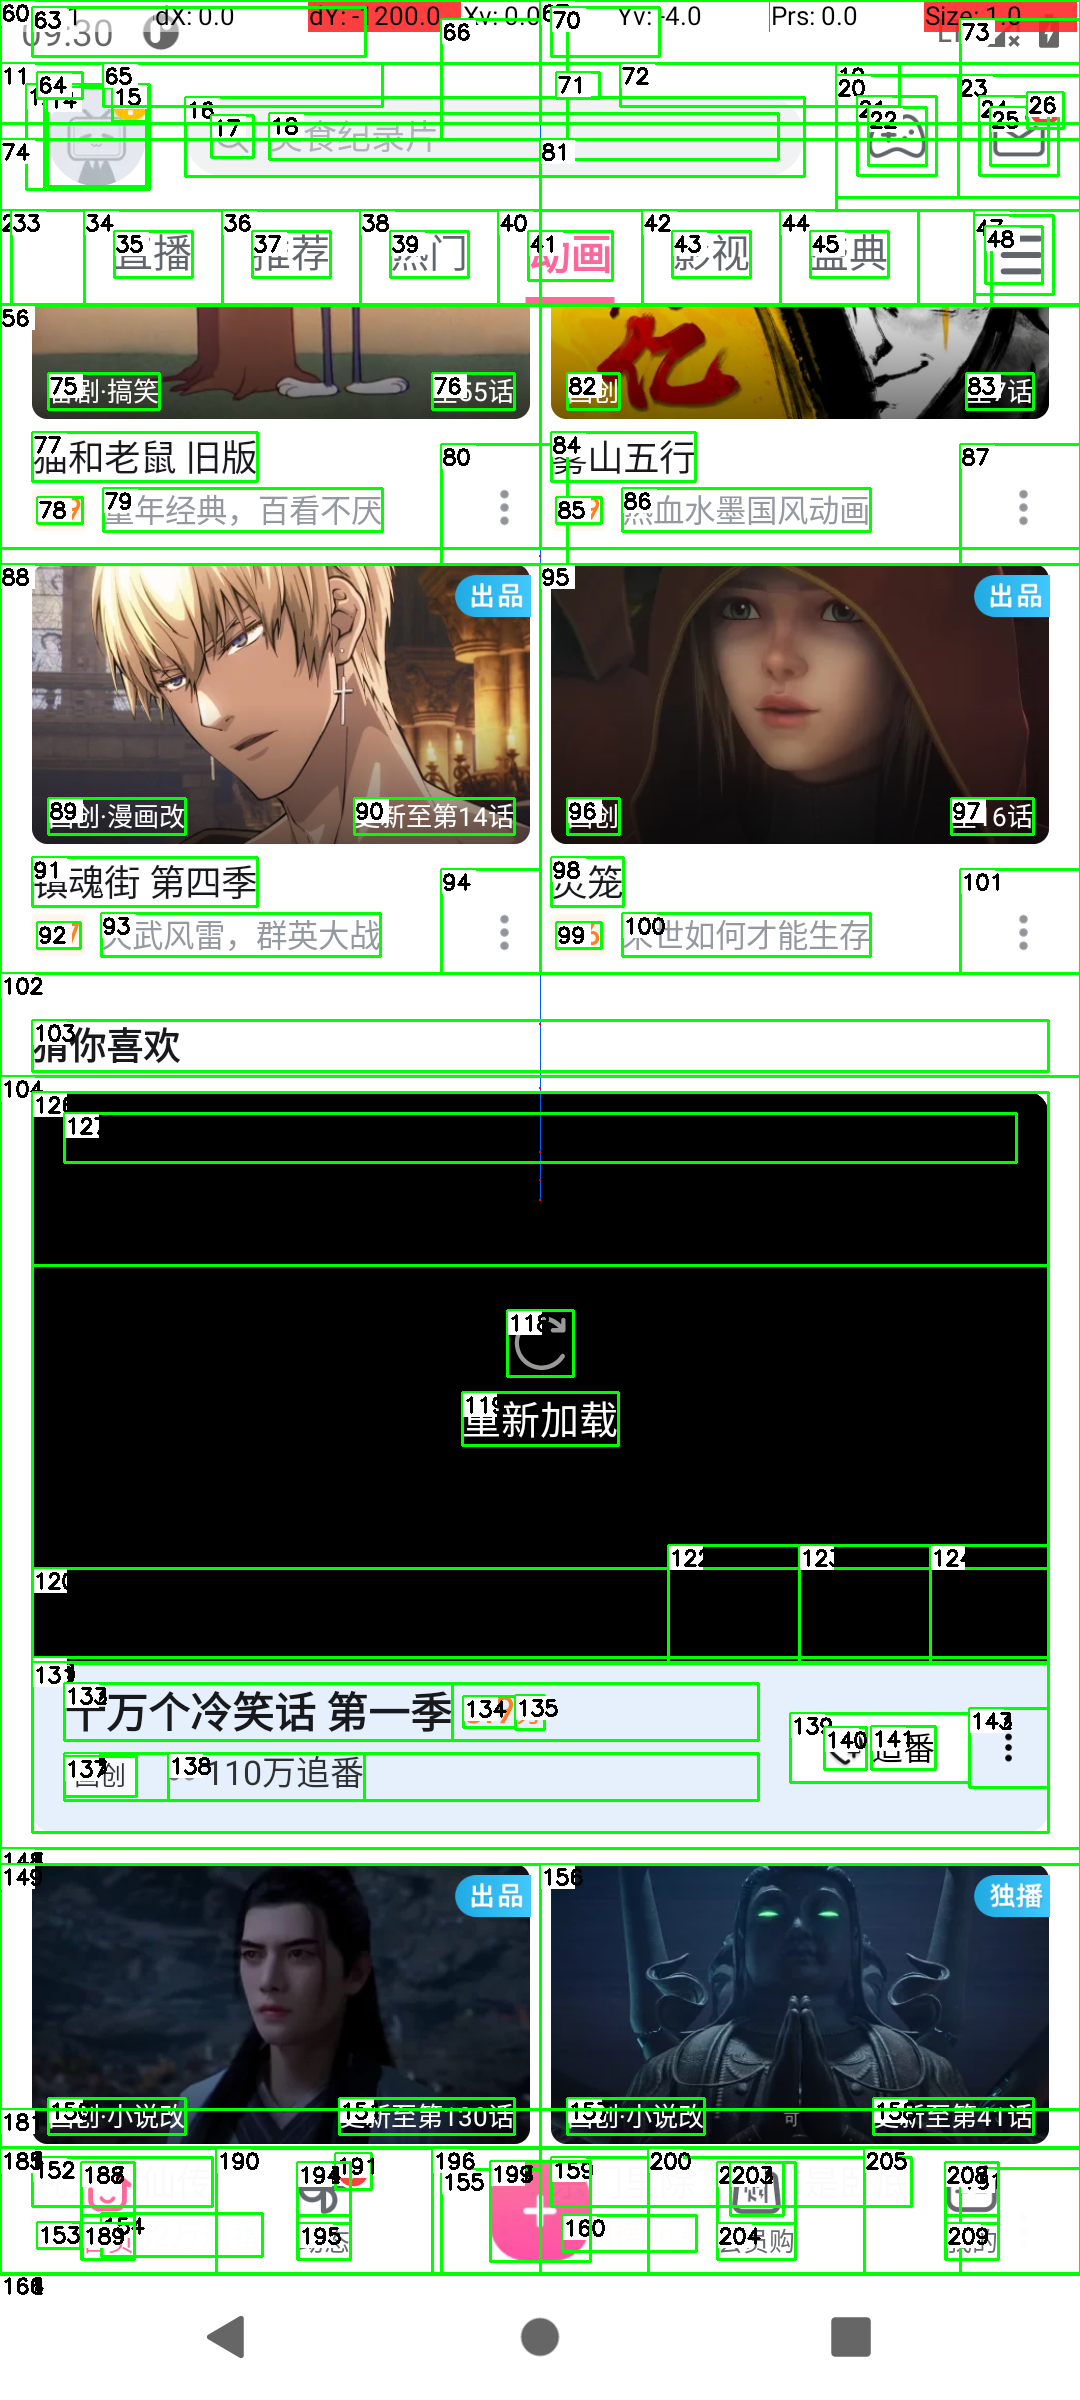 dX: 0.0 dY: -1200.0 Xv: 0.0 Yv: -4.0 Prs: 0.0 Size: 1.0
09:30
美食纪录片
直播 推荐 热门 动画 影视 盛典
搞笑 全65话 国创 全7话
猫和老鼠 旧版 雾山五行
童年经典，百看不厌 热血水墨国风动画
出品 出品
国创·漫画改 更新至第14话 国创 全16话
镇魂街 第四季 灵笼
武风雷，群英大战 末世如何才能生存
猜你喜欢
重新加载
十万个冷笑话 第一季
国创 110万追番 追番
出品 独播
国创·小说改 更新至第130话 国创·小说改 更新至第41话
首页 动态 会员购 我的